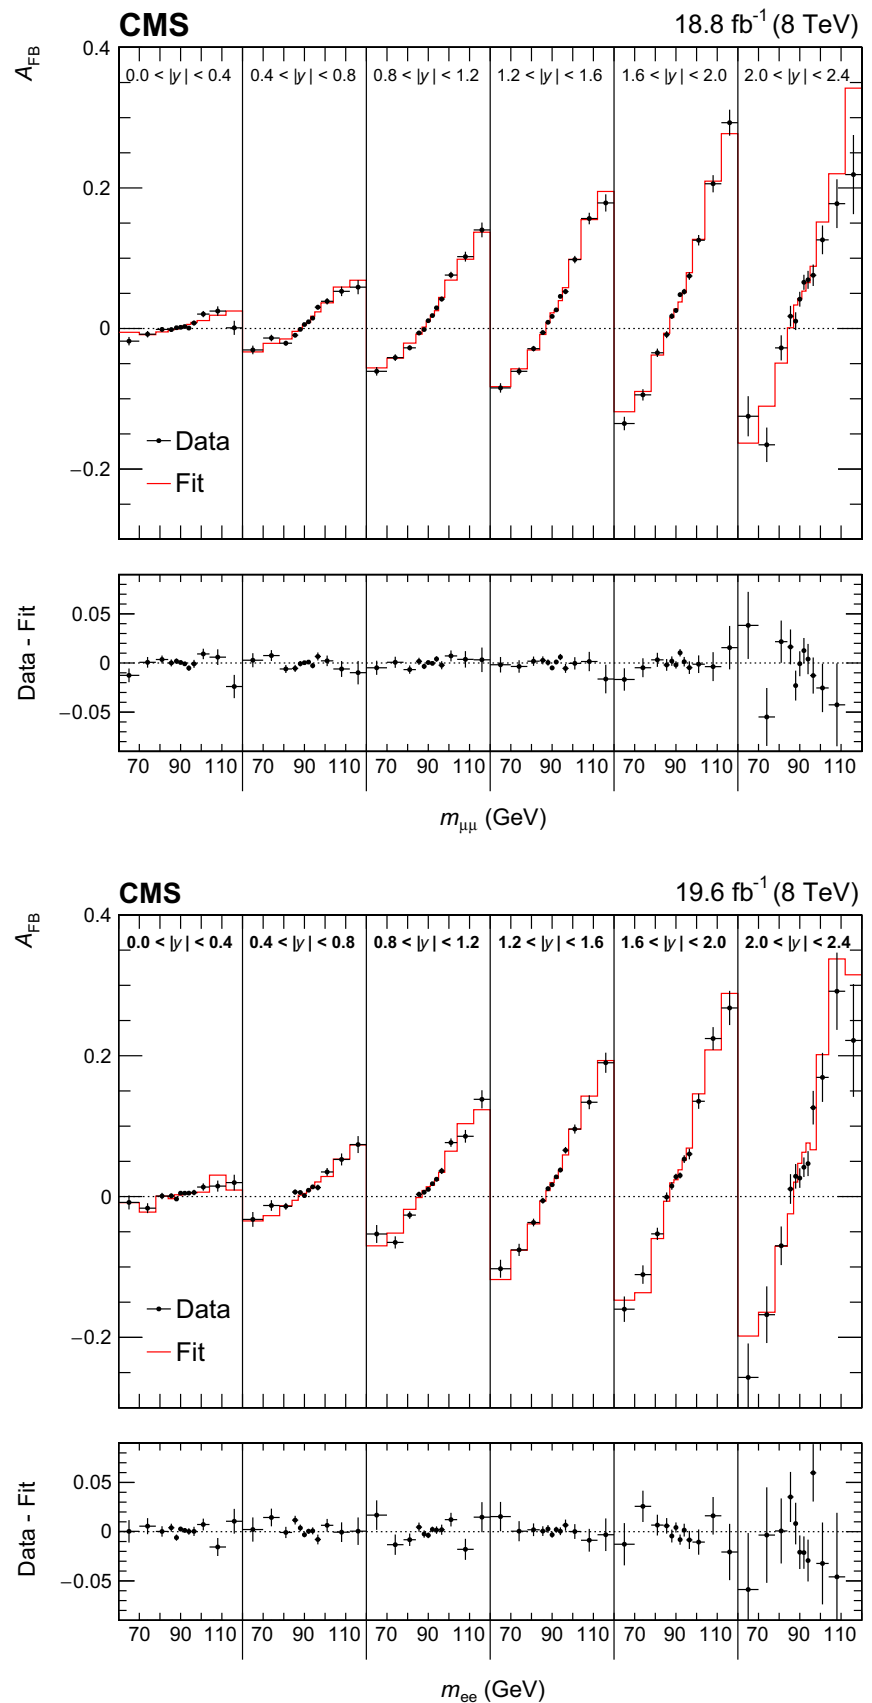 CMS 18.8 fb⁻¹ (8 TeV)
A_FB
0.4
0.0 < |y| < 0.4 0.4 < |y| < 0.8 0.8 < |y| < 1.2 1.2 < |y| < 1.6 1.6 < |y| < 2.0 2.0 < |y| < 2.4
0.2
0
Data
−0.2
Fit
Data - Fit
0.05
0
−0.05
70 90 110 70 90 110 70 90 110 70 90 110 70 90 110 70 90 110
m_μμ (GeV)
CMS 19.6 fb⁻¹ (8 TeV)
A_FB
0.4
0.0 < |y| < 0.4 0.4 < |y| < 0.8 0.8 < |y| < 1.2 1.2 < |y| < 1.6 1.6 < |y| < 2.0 2.0 < |y| < 2.4
0.2
0
Data
−0.2
Fit
Data - Fit
0.05
0
−0.05
70 90 110 70 90 110 70 90 110 70 90 110 70 90 110 70 90 110
m_ee (GeV)